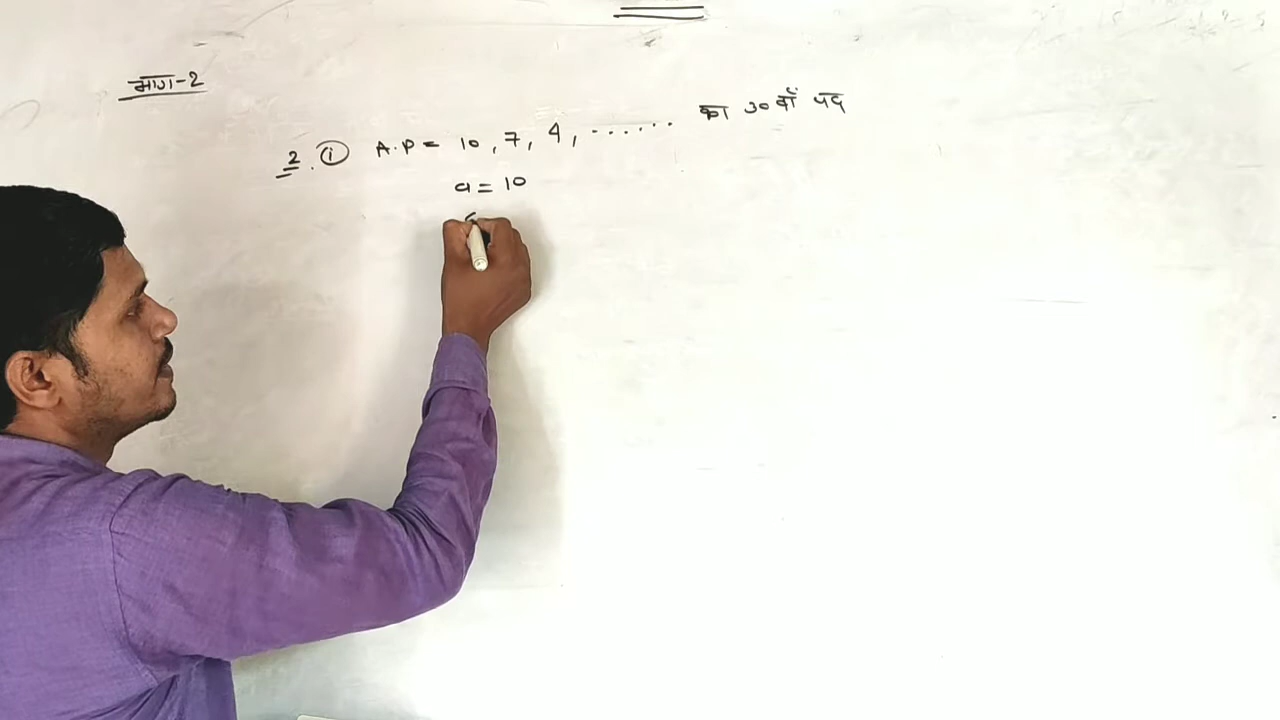 भाग-2
2. (i) A.P = 10, 7, 4, ....... का 30 वाँ पद
a = 10